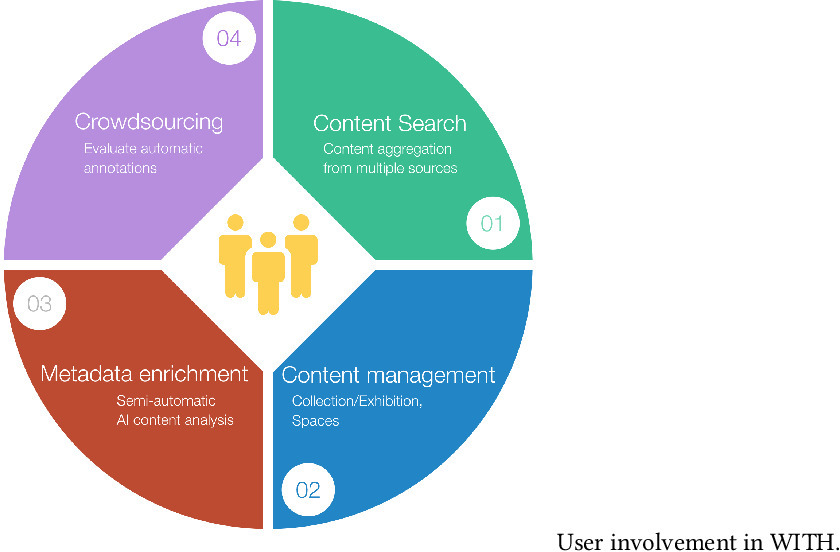 04
Crowdsourcing
Evaluate automatic
annotations
Content Search
Content aggregation
from multiple sources
01
03
Metadata enrichment
Semi-automatic
AI content analysis
Content management
Collection/Exhibition,
Spaces
02
User involvement in WITH.